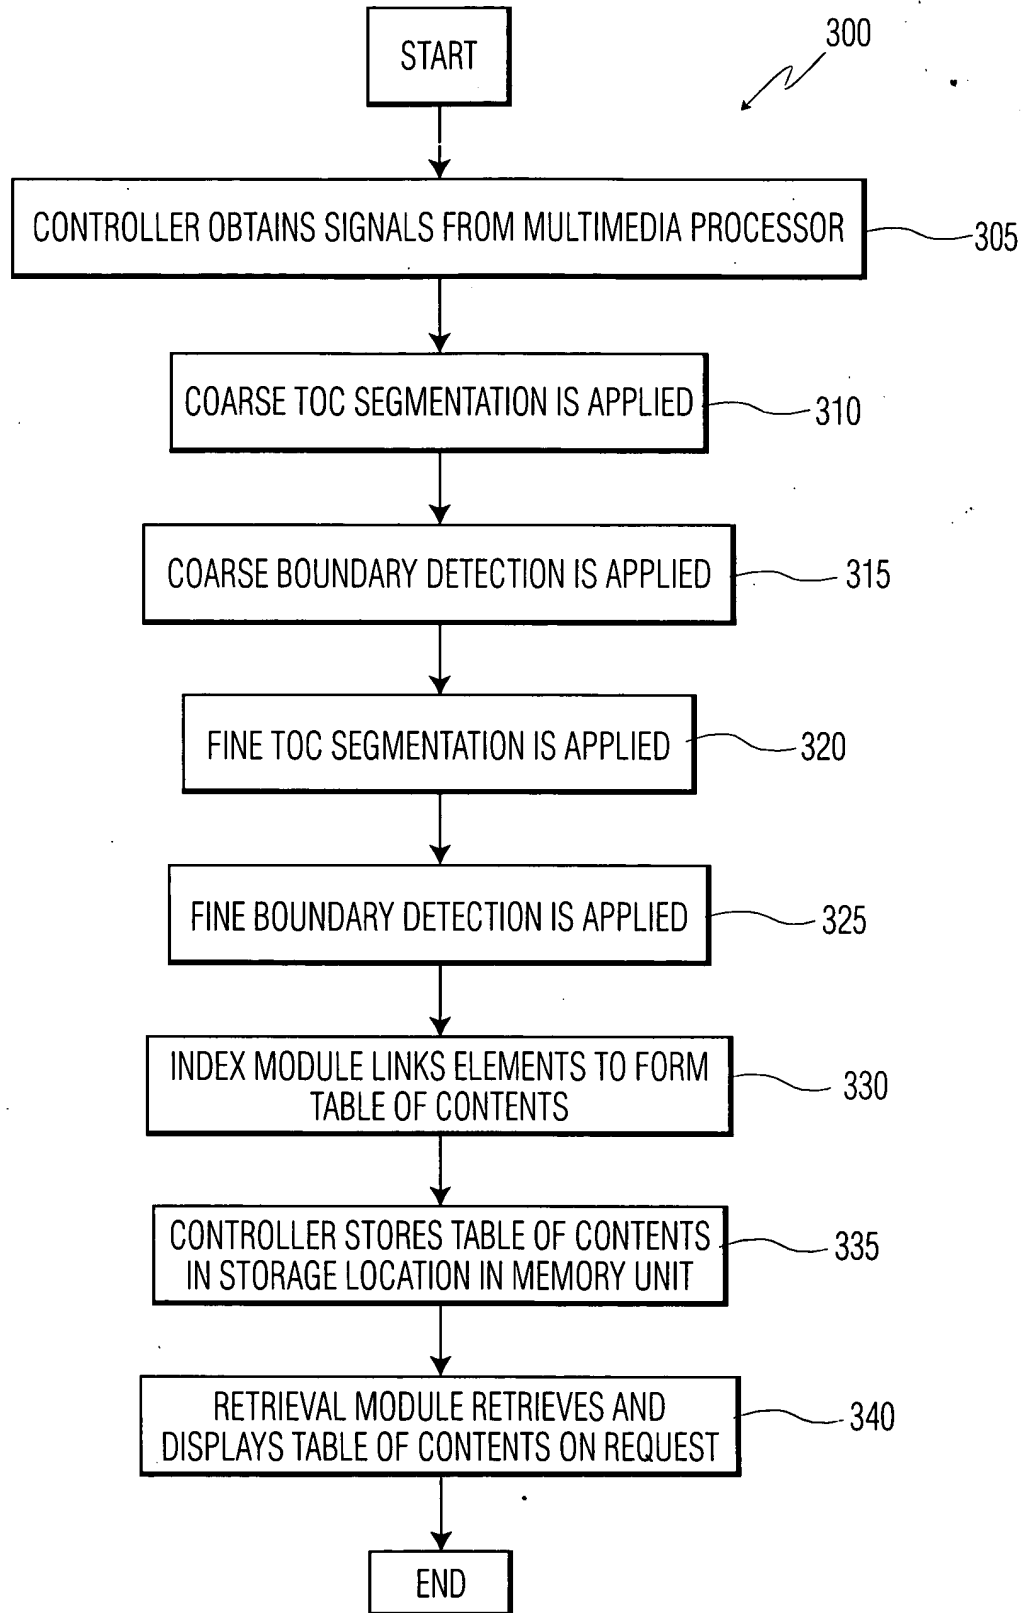 START
300
CONTROLLER OBTAINS SIGNALS FROM MULTIMEDIA PROCESSOR
305
COARSE TOC SEGMENTATION IS APPLIED
310
COARSE BOUNDARY DETECTION IS APPLIED
315
FINE TOC SEGMENTATION IS APPLIED
320
FINE BOUNDARY DETECTION IS APPLIED
325
INDEX MODULE LINKS ELEMENTS TO FORM
TABLE OF CONTENTS
330
CONTROLLER STORES TABLE OF CONTENTS
IN STORAGE LOCATION IN MEMORY UNIT
335
RETRIEVAL MODULE RETRIEVES AND
DISPLAYS TABLE OF CONTENTS ON REQUEST
340
END